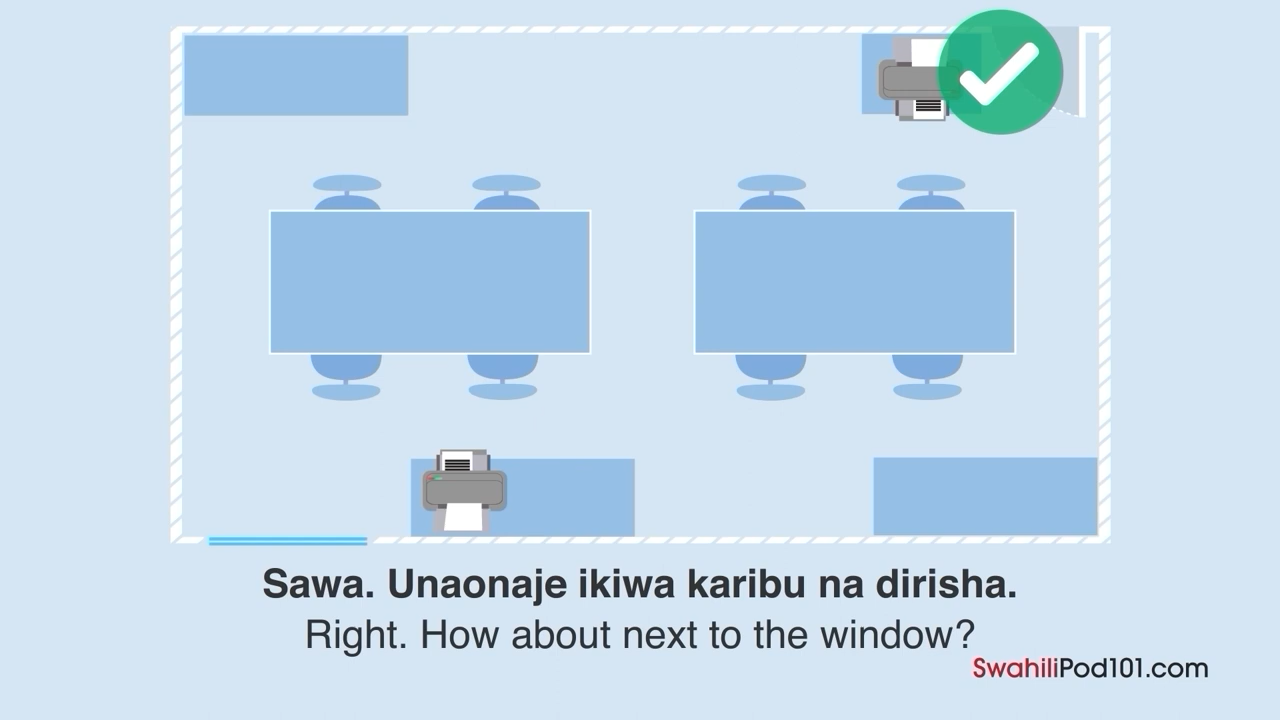 Sawa. Unaonaje ikiwa karibu na dirisha.
Right. How about next to the window?
SwahiliPod101.com